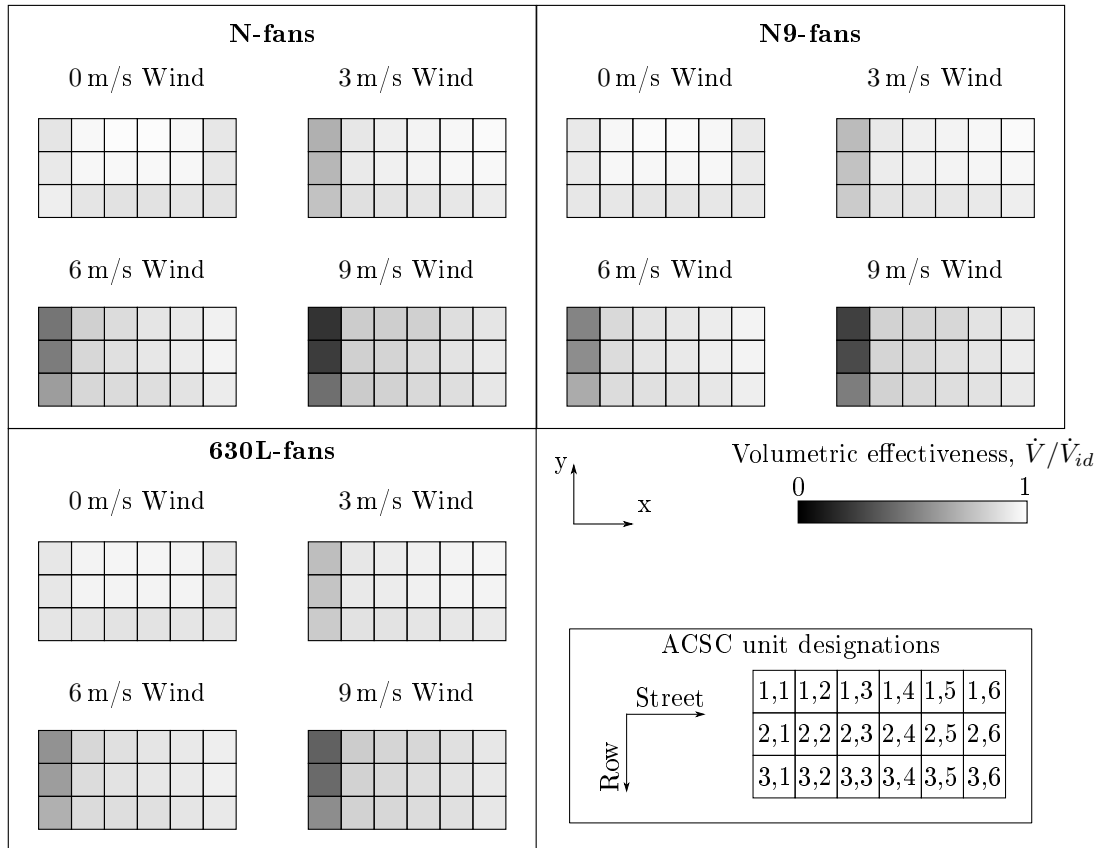 N-fans
0 m/s Wind 3 m/s Wind
6 m/s Wind 9 m/s Wind
N9-fans
0 m/s Wind 3 m/s Wind
6 m/s Wind 9 m/s Wind
630L-fans
0 m/s Wind 3 m/s Wind
6 m/s Wind 9 m/s Wind
Volumetric effectiveness, V̇/V̇id
0 1
y
x
ACSC unit designations
Street
Row
1,1 1,2 1,3 1,4 1,5 1,6
2,1 2,2 2,3 2,4 2,5 2,6
3,1 3,2 3,3 3,4 3,5 3,6